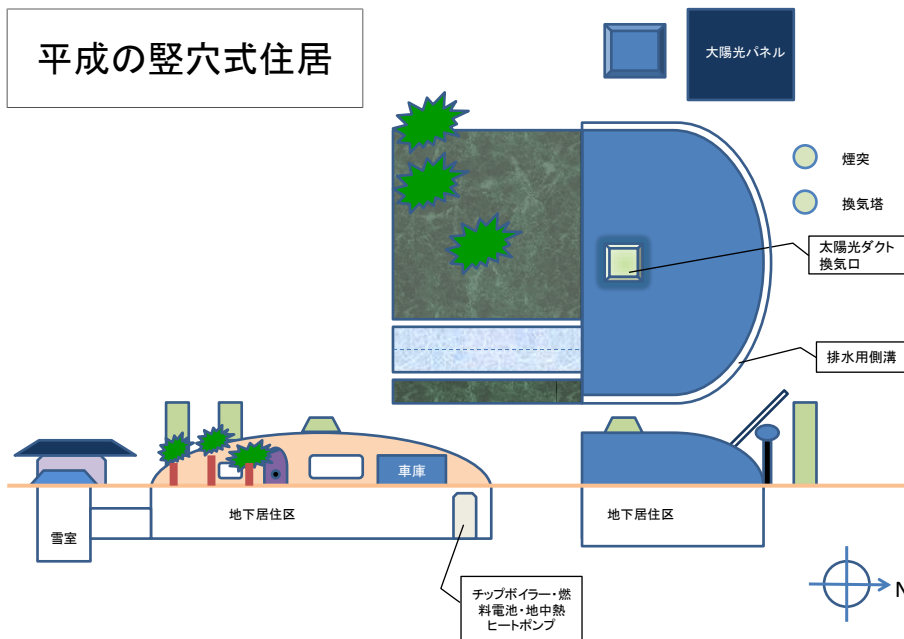 平成の竪穴式住居
大陽光パネル
煙突
換気塔
太陽光ダクト
換気口
排水用側溝
車庫
地下居住区
地下居住区
雪室
チップボイラー・燃
料電池・地中熱
ヒートポンプ
N